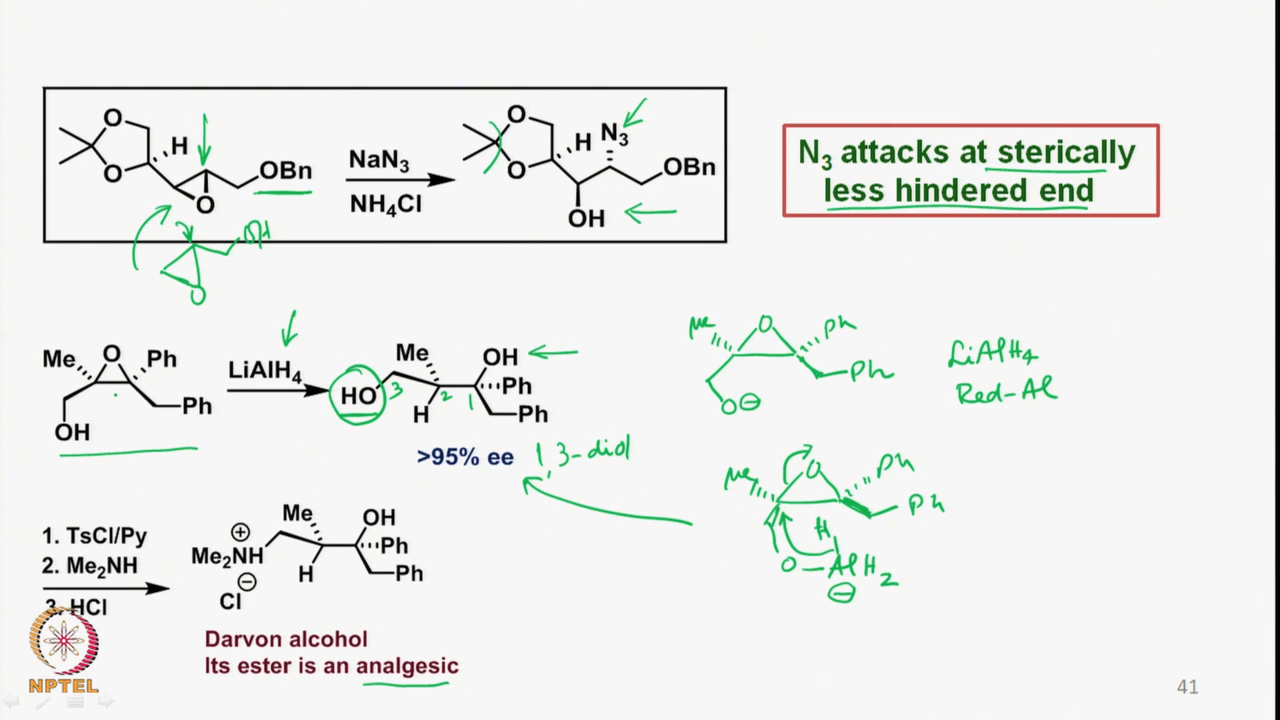 O
H
O
OBn
O
NaN3
NH4Cl
O
H N3
O
OBn
OH
N3 attacks at sterically
less hindered end
OH
O
Me
O
Ph
Ph
OH
LiAlH4
Me
OH
HO
3
2
1
Ph
H
Ph
>95% ee
1,3-diol
Me
O
Ph
Ph
O⊖
LiAlH4
Red-Al
Me
O
Ph
Ph
H
O-AlH2
⊖
1. TsCl/Py
2. Me2NH
3. HCl
Me
OH
⊕
Me2NH
Ph
H
Ph
⊖
Cl
Darvon alcohol
Its ester is an analgesic
NPTEL
41